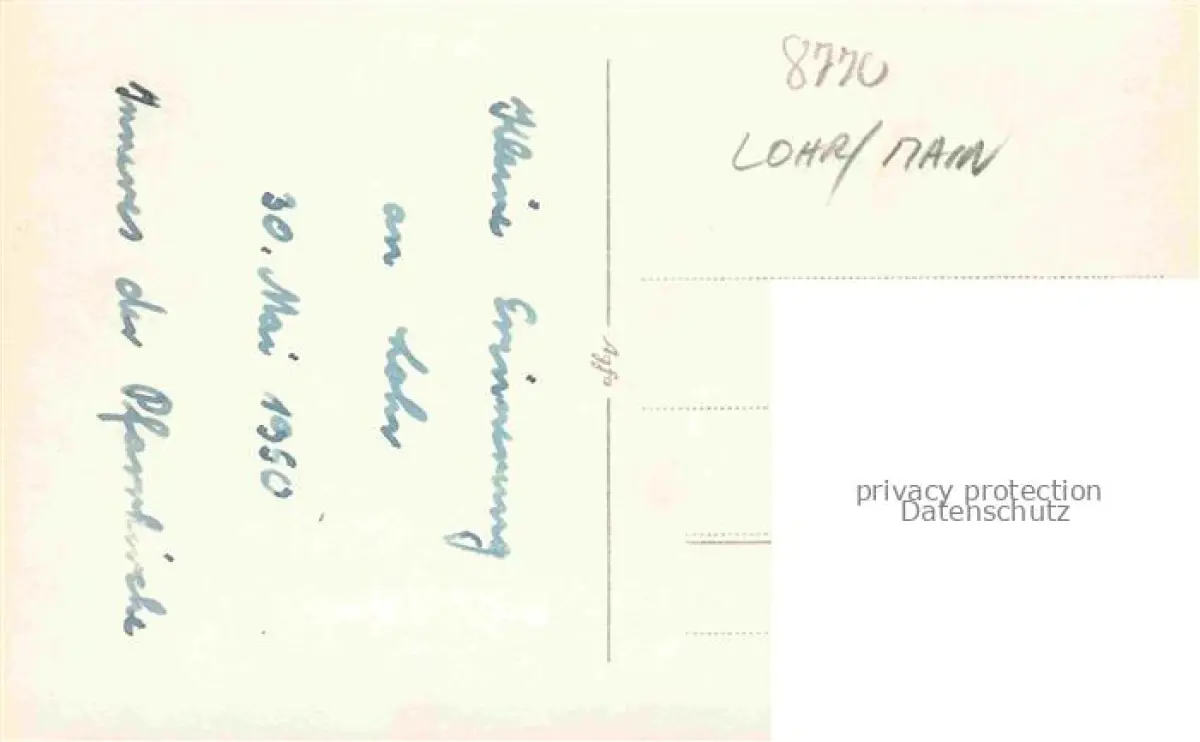 Kleine Erinnerung
an Lohr
30. Mai 1950
Inneres der Pfarrkirche
Agfa
8770
LOHR/MAIN
privacy protection
Datenschutz